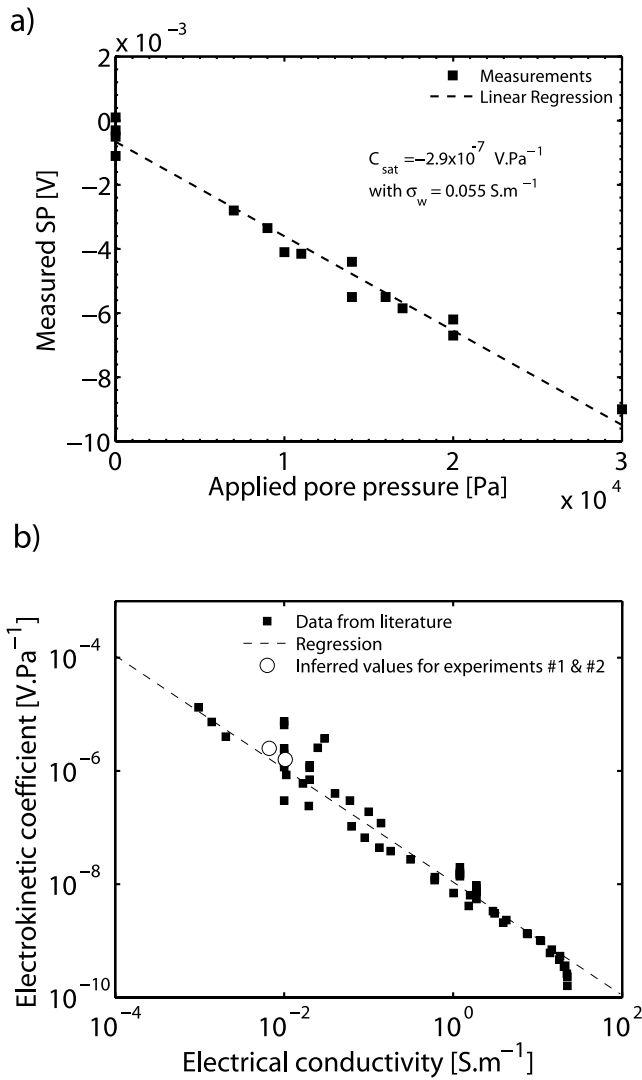 a)
× 10⁻³
2
0
−2
−4
−6
−8
−10
Measured SP [V]
Measurements
Linear Regression
C_sat =−2.9x10⁻⁷ V.Pa⁻¹
with σ_w = 0.055 S.m⁻¹
0 1 2 3
Applied pore pressure [Pa]
× 10⁴
b)
10⁻⁴
10⁻⁶
10⁻⁸
10⁻¹⁰
Electrokinetic coefficient [V.Pa⁻¹]
Data from literature
Regression
Inferred values for experiments #1 & #2
10⁻⁴ 10⁻² 10⁰ 10²
Electrical conductivity [S.m⁻¹]